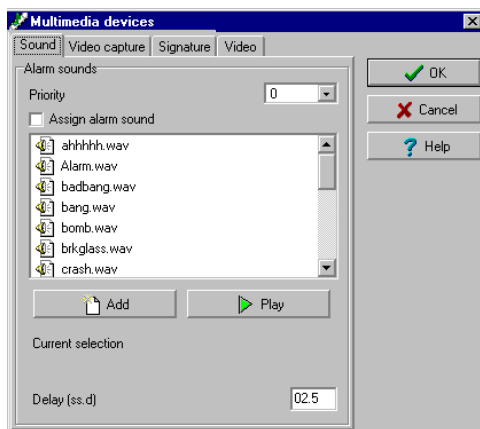 Multimedia devices
Sound Video capture Signature Video
Alarm sounds
Priority 0
Assign alarm sound
ahhhhh.wav
Alarm.wav
badbang.wav
bang.wav
bomb.wav
brkglass.wav
crash.wav
Add Play
Current selection
Delay (ss.d) 02.5
OK
Cancel
? Help